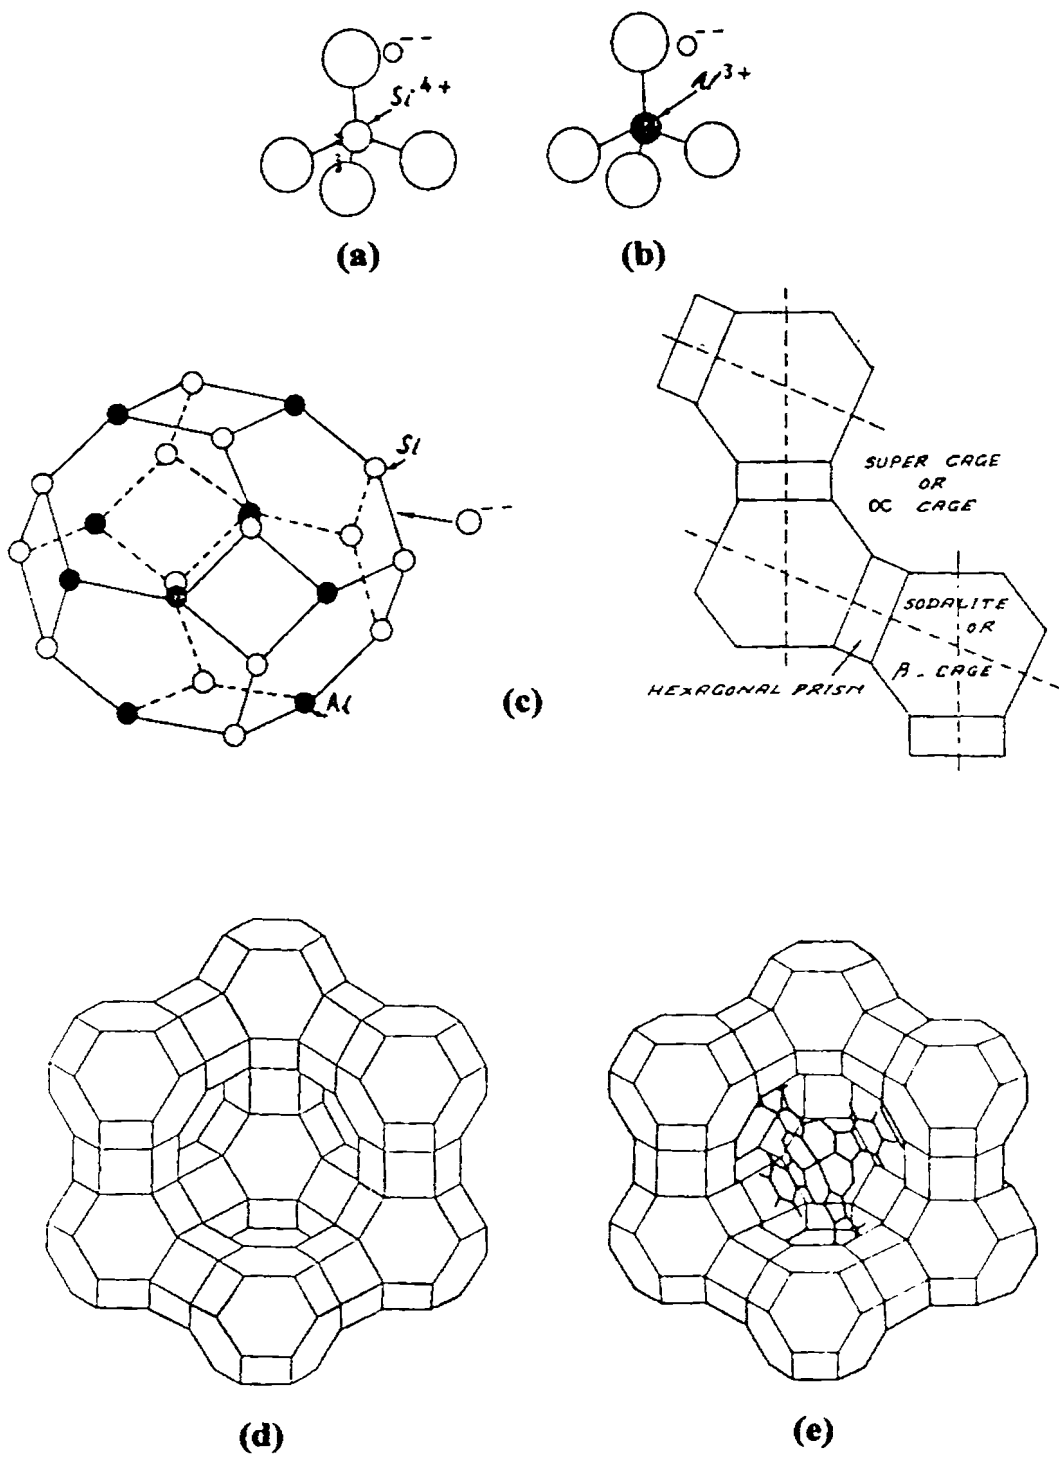 --
Si4+
(a)
--
Al3+
(b)
Si
--
Al
(c)
SUPER CAGE
OR
∝ CAGE
SODALITE
OR
β - CAGE
HEXAGONAL PRISM
(d)
(e)